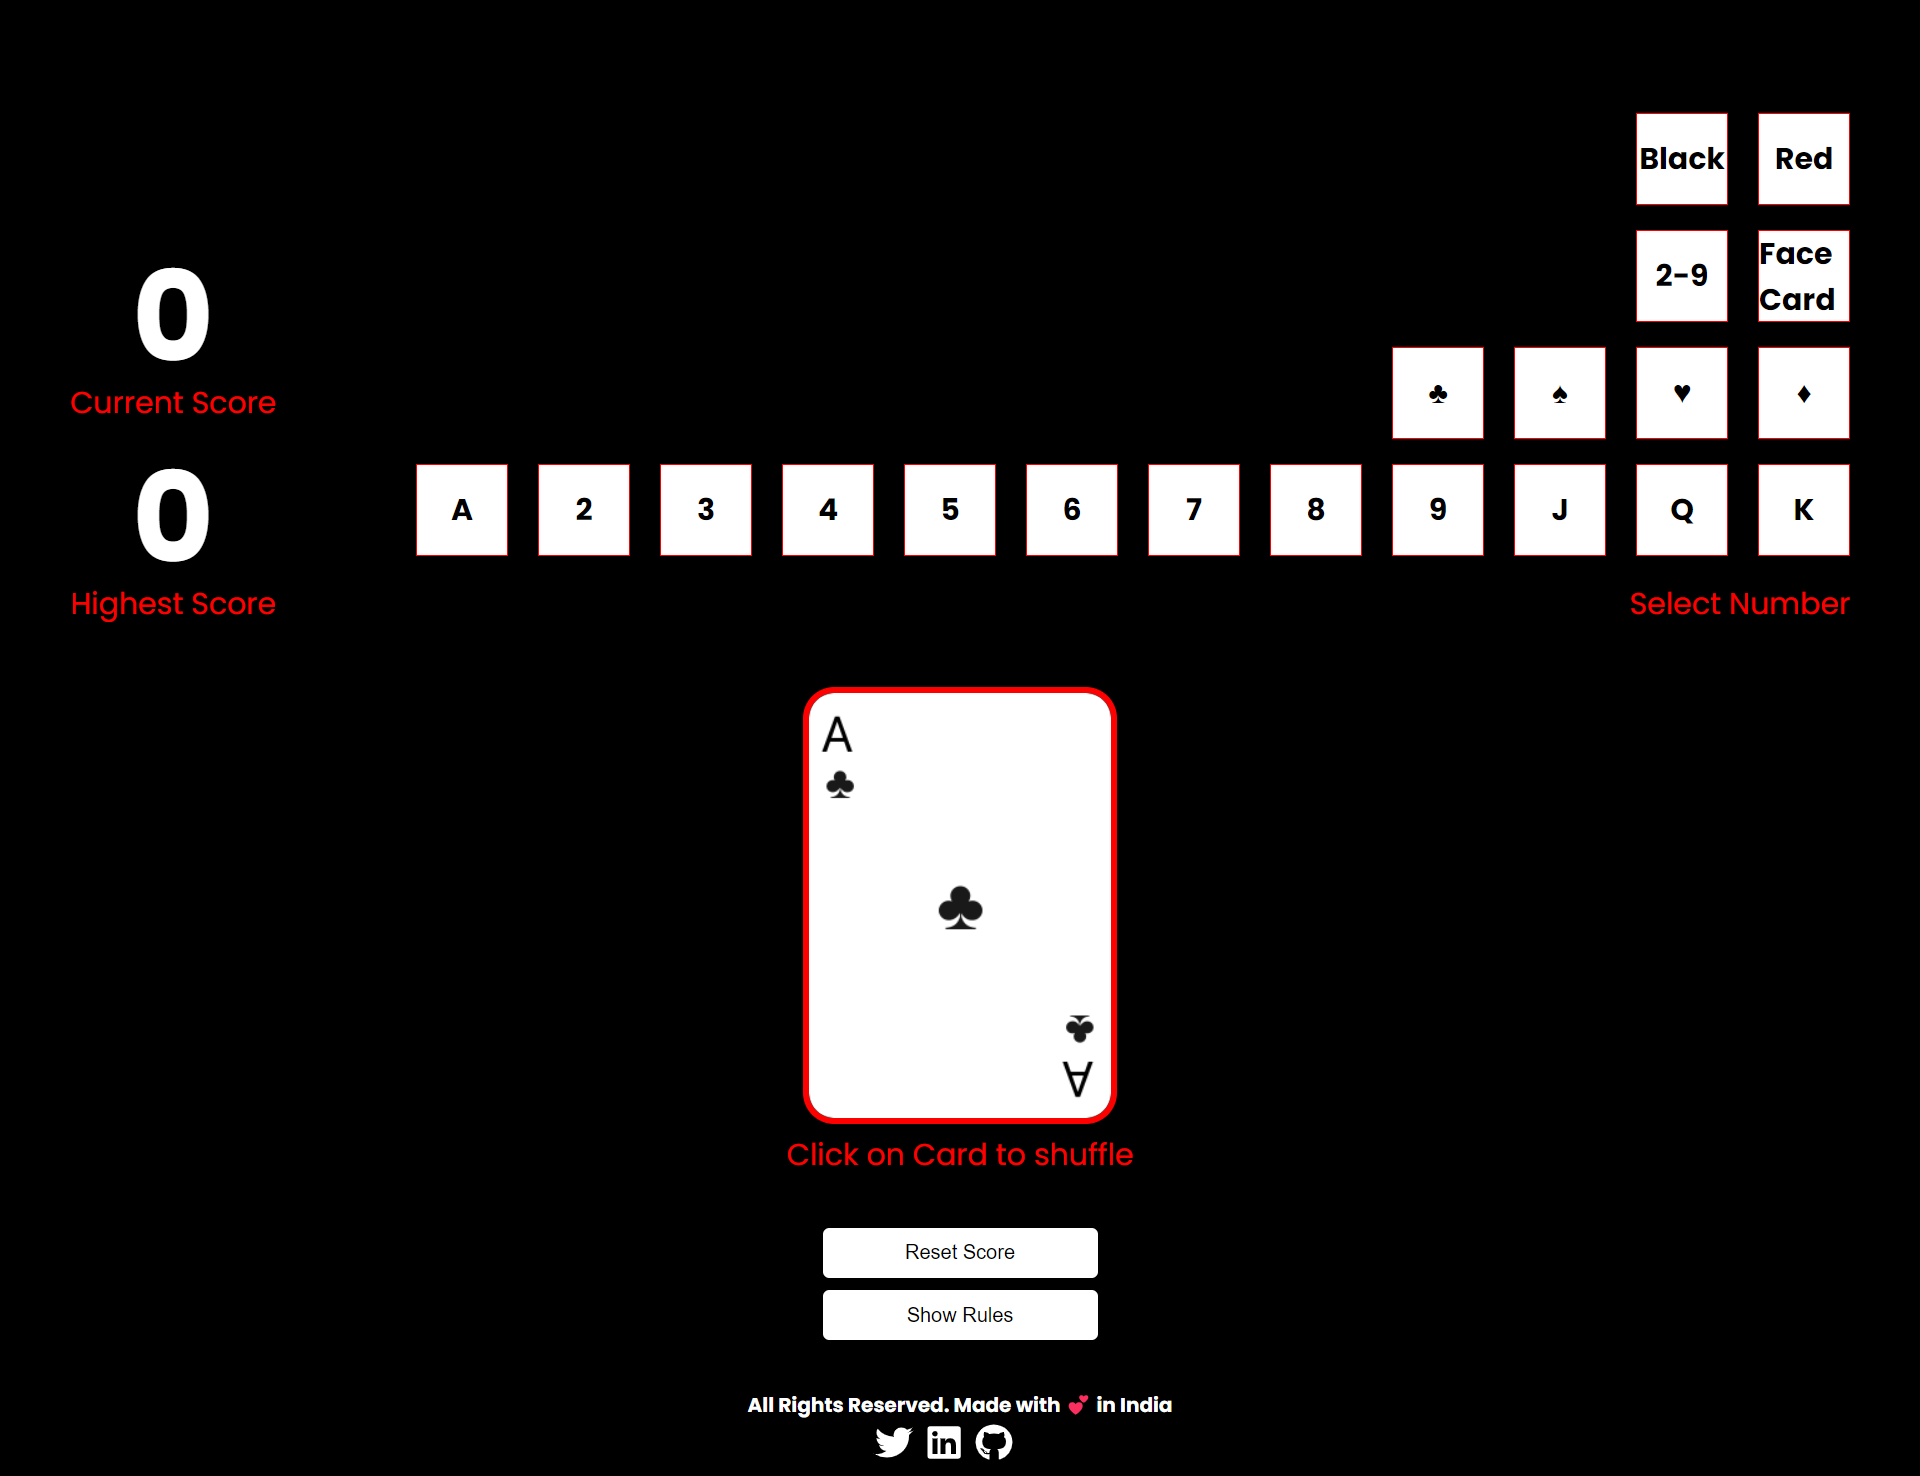 Black Red
2-9 Face Card
0
Current Score
♣ ♠ ♥ ♦
A 2 3 4 5 6 7 8 9 J Q K
0
Highest Score
Select Number
A
♣
♣
♣
A
Click on Card to shuffle
Reset Score
Show Rules
All Rights Reserved. Made with 💕 in India